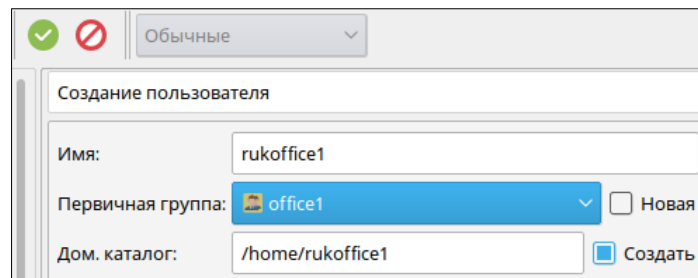 Обычные
Создание пользователя
Имя: rukoffice1
Первичная группа: office1 Новая
Дом. каталог: /home/rukoffice1 Создать